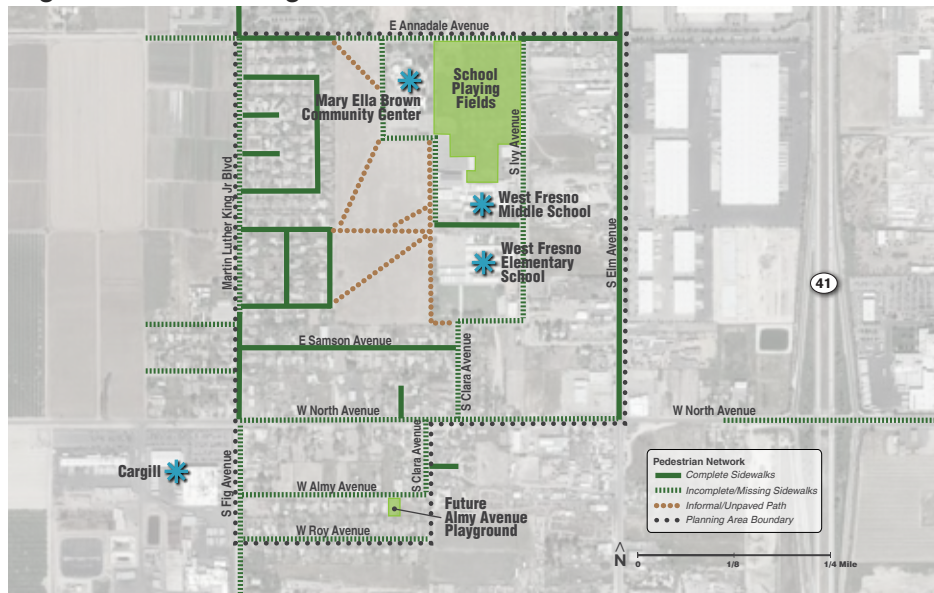 E Annadale Avenue
School
Playing
Fields
Mary Ella Brown
Community Center
S Ivy Avenue
West Fresno
Middle School
Martin Luther King Jr Blvd
West Fresno
Elementary
School
S Elm Avenue
41
E Samson Avenue
S Clara Avenue
W North Avenue
W North Avenue
Cargill
S Fig Avenue
S Clara Avenue
W Almy Avenue
Future
Almy Avenue
Playground
W Roy Avenue
Pedestrian Network
Complete Sidewalks
Incomplete/Missing Sidewalks
Informal/Unpaved Path
Planning Area Boundary
N
0
1/8
1/4 Mile